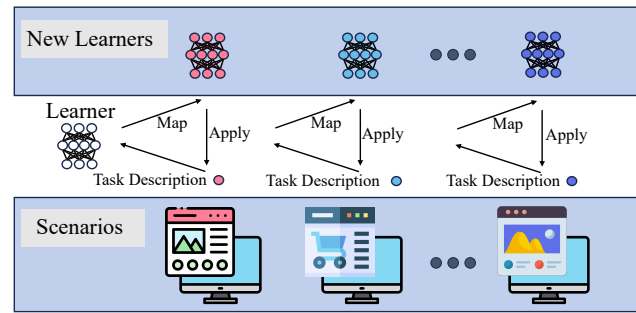 New Learners
Learner
Map
Apply
Map
Apply
Map
Apply
Task Description
Task Description
Task Description
Scenarios